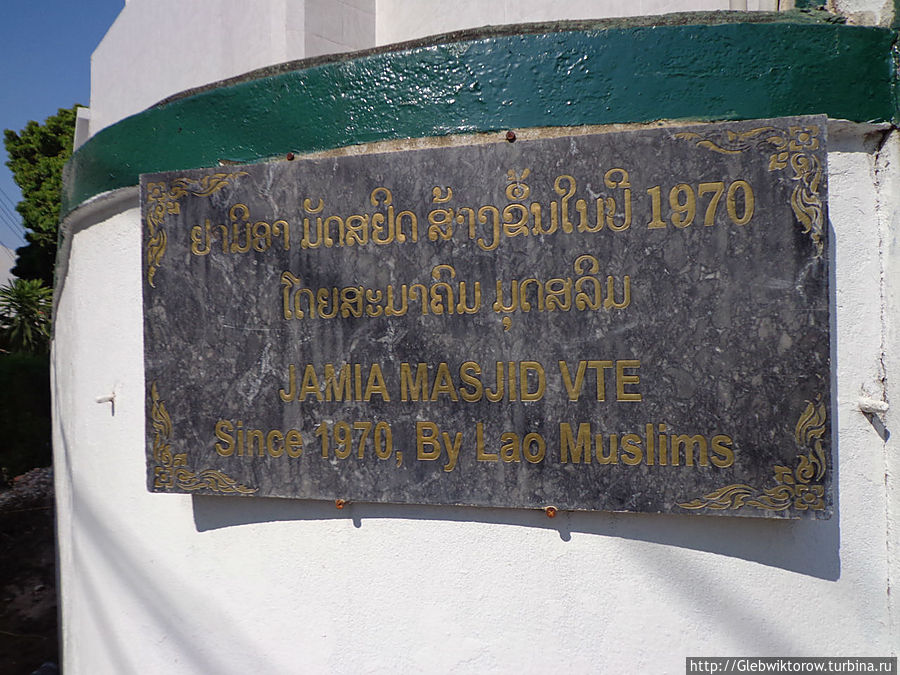 ຢາມິຄາ ມັດສຢິດ ສ້າງຂຶ້ນໃນປີ 1970
ໂດຍສະມາຄົມ ມຸດສລິມ
JAMIA MASJID VTE
Since 1970, By Lao Muslims
http://Glebwiktorow.turbina.ru/